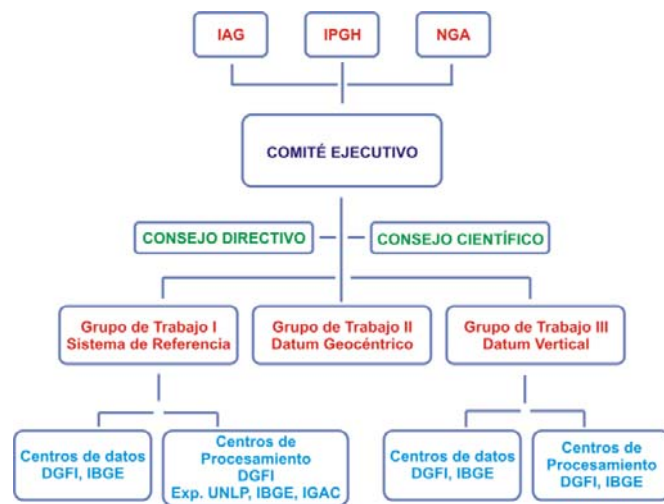 IAG
IPGH
NGA
COMITÉ EJECUTIVO
CONSEJO DIRECTIVO
CONSEJO CIENTÍFICO
Grupo de Trabajo I
Sistema de Referencia
Grupo de Trabajo II
Datum Geocéntrico
Grupo de Trabajo III
Datum Vertical
Centros de datos
DGFI, IBGE
Centros de
Procesamiento
DGFI
Exp. UNLP, IBGE, IGAC
Centros de datos
DGFI, IBGE
Centros de
Procesamiento
DGFI, IBGE